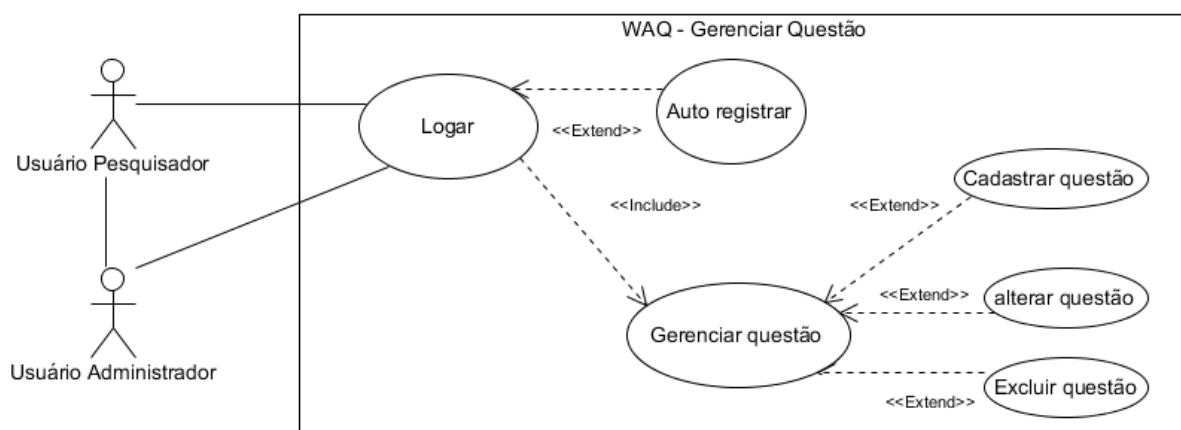 WAQ - Gerenciar Questão
Logar
Auto registrar
<<Extend>>
Usuário Pesquisador
Cadastrar questão
<<Include>>
<<Extend>>
<<Extend>>
alterar questão
Gerenciar questão
Usuário Administrador
Excluir questão
<<Extend>>